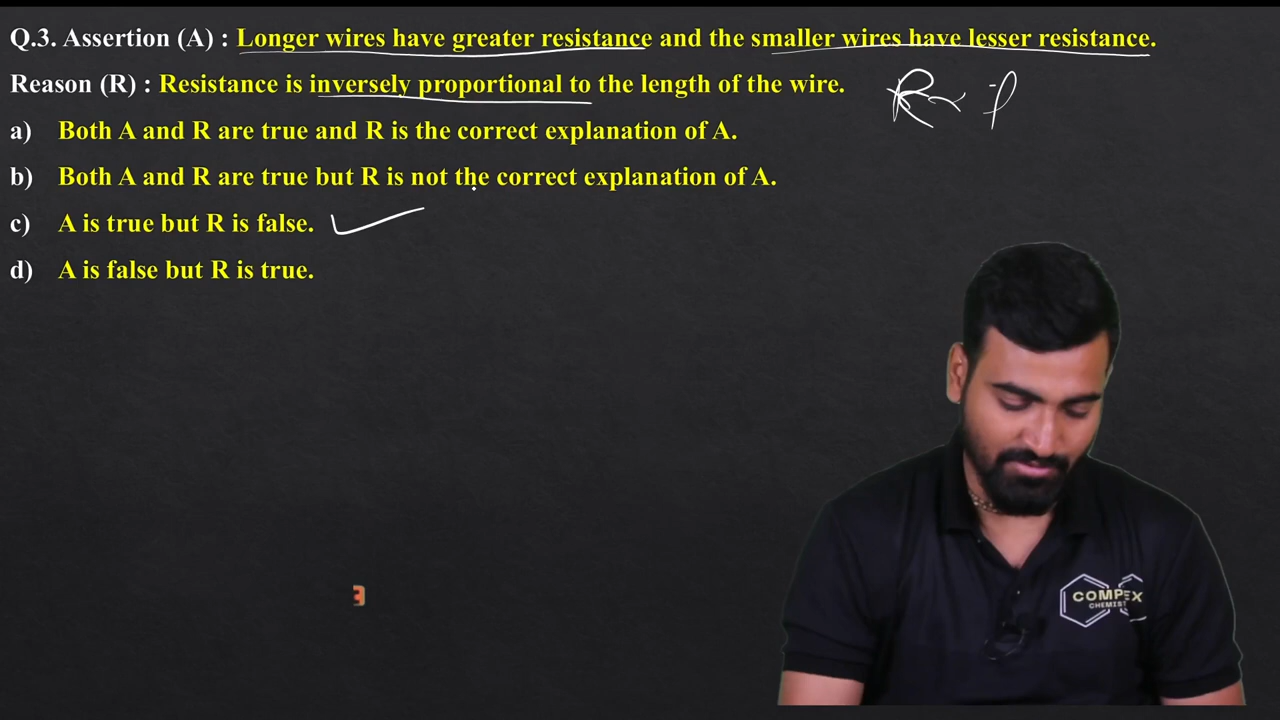 Q.3. Assertion (A) : Longer wires have greater resistance and the smaller wires have lesser resistance.
Reason (R) : Resistance is inversely proportional to the length of the wire.
R ∝ l
a) Both A and R are true and R is the correct explanation of A.
b) Both A and R are true but R is not the correct explanation of A.
c) A is true but R is false.
d) A is false but R is true.
COMPEX
CHEMIST